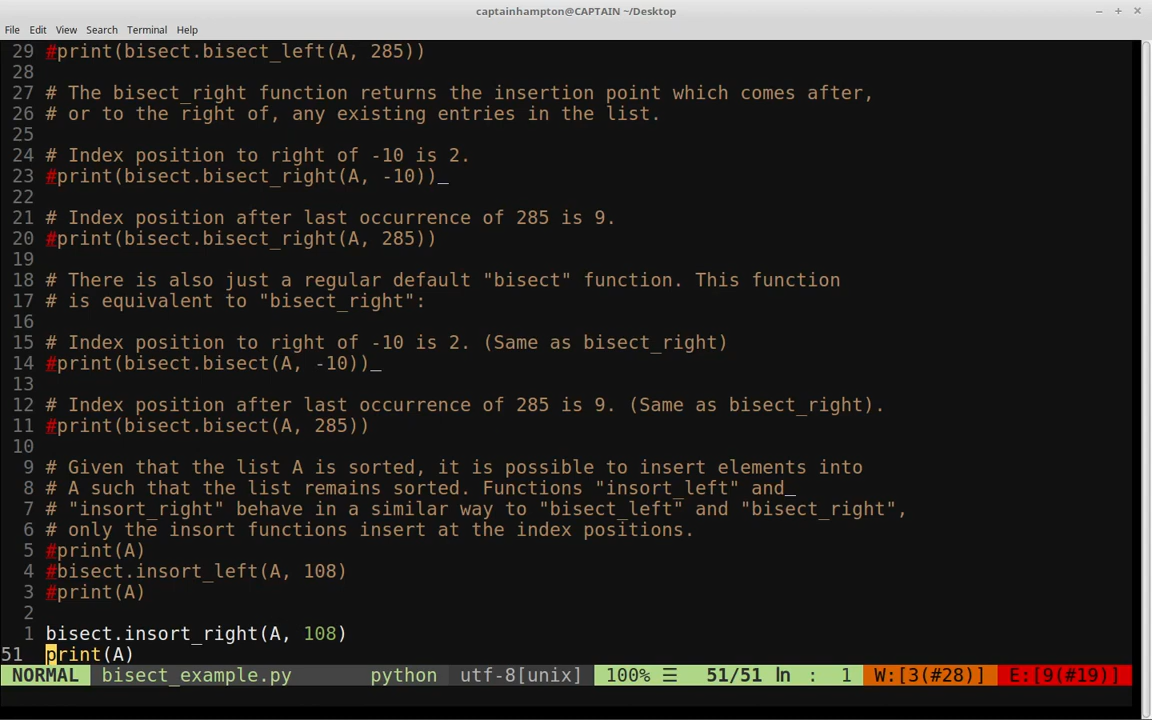 captainhampton@CAPTAIN ~/Desktop
File Edit View Search Terminal Help
29 #print(bisect.bisect_left(A, 285))
28
27 # The bisect_right function returns the insertion point which comes after,
26 # or to the right of, any existing entries in the list.
25
24 # Index position to right of -10 is 2.
23 #print(bisect.bisect_right(A, -10))_
22
21 # Index position after last occurrence of 285 is 9.
20 #print(bisect.bisect_right(A, 285))
19
18 # There is also just a regular default "bisect" function. This function
17 # is equivalent to "bisect_right":
16
15 # Index position to right of -10 is 2. (Same as bisect_right)
14 #print(bisect.bisect(A, -10))_
13
12 # Index position after last occurrence of 285 is 9. (Same as bisect_right).
11 #print(bisect.bisect(A, 285))
10
9 # Given that the list A is sorted, it is possible to insert elements into
8 # A such that the list remains sorted. Functions "insort_left" and_
7 # "insort_right" behave in a similar way to "bisect_left" and "bisect_right",
6 # only the insort functions insert at the index positions.
5 #print(A)
4 #bisect.insort_left(A, 108)
3 #print(A)
2
1 bisect.insort_right(A, 108)
51 print(A)
NORMAL bisect_example.py python utf-8[unix] 100% ☰ 51/51 ln : 1 W:[3(#28)] E:[9(#19)]